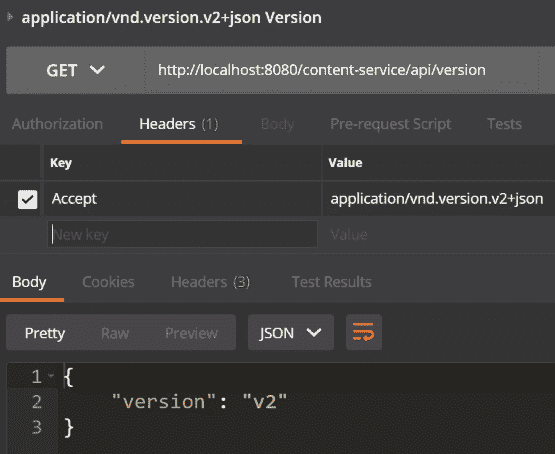 application/vnd.version.v2+json Version
GET http://localhost:8080/content-service/api/version
Authorization Headers (1) Body Pre-request Script Tests
Key Value
Accept application/vnd.version.v2+json
New key Value
Body Cookies Headers (3) Test Results
Pretty Raw Preview JSON
1 {
2 "version": "v2"
3 }